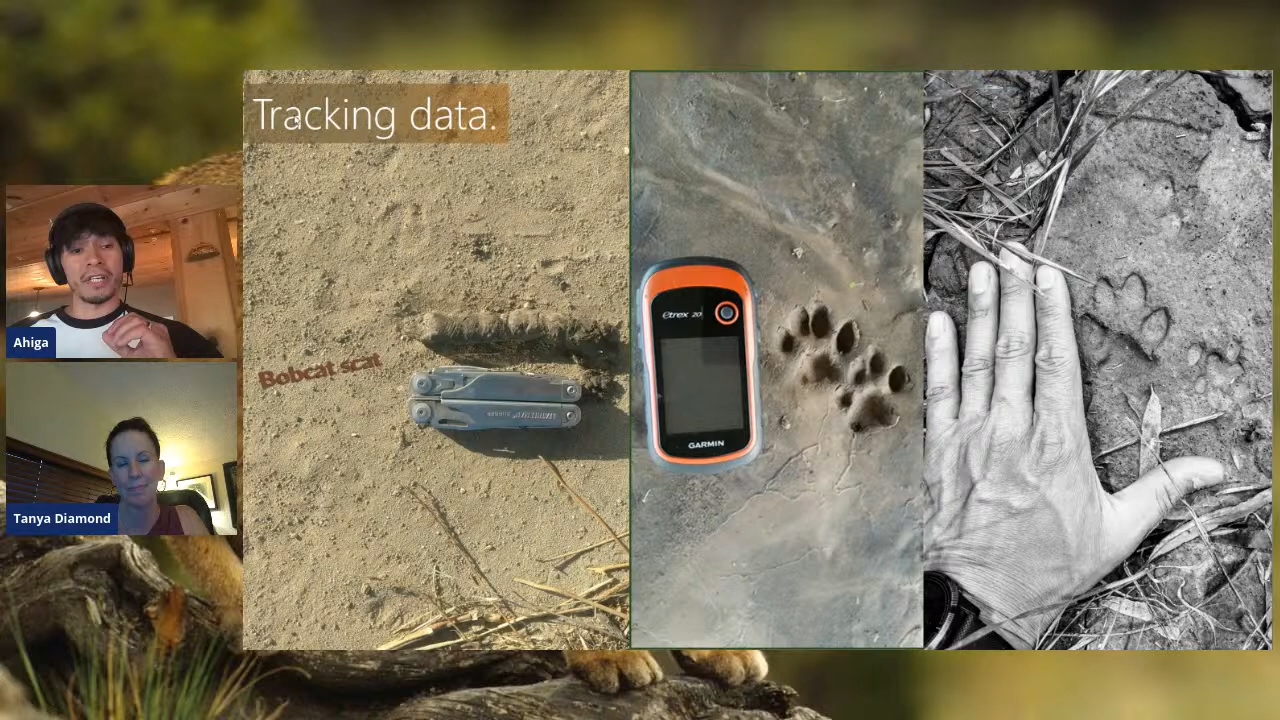 Tracking data.
Ahiga
Tanya Diamond
Bobcat scat
etrex 20
GARMIN